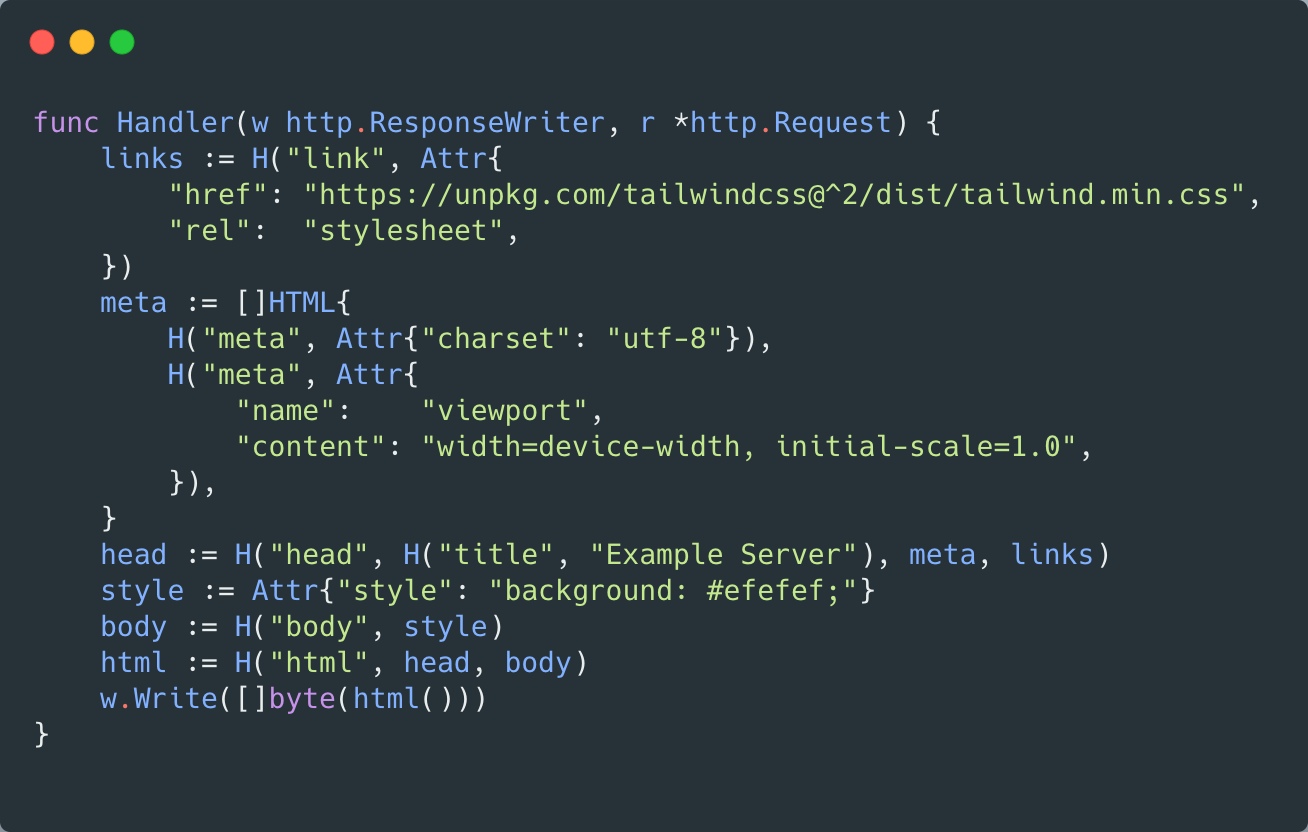 func Handler(w http.ResponseWriter, r *http.Request) {
    links := H("link", Attr{
        "href": "https://unpkg.com/tailwindcss@^2/dist/tailwind.min.css",
        "rel":  "stylesheet",
    })
    meta := []HTML{
        H("meta", Attr{"charset": "utf-8"}),
        H("meta", Attr{
            "name":    "viewport",
            "content": "width=device-width, initial-scale=1.0",
        }),
    }
    head := H("head", H("title", "Example Server"), meta, links)
    style := Attr{"style": "background: #efefef;"}
    body := H("body", style)
    html := H("html", head, body)
    w.Write([]byte(html()))
}